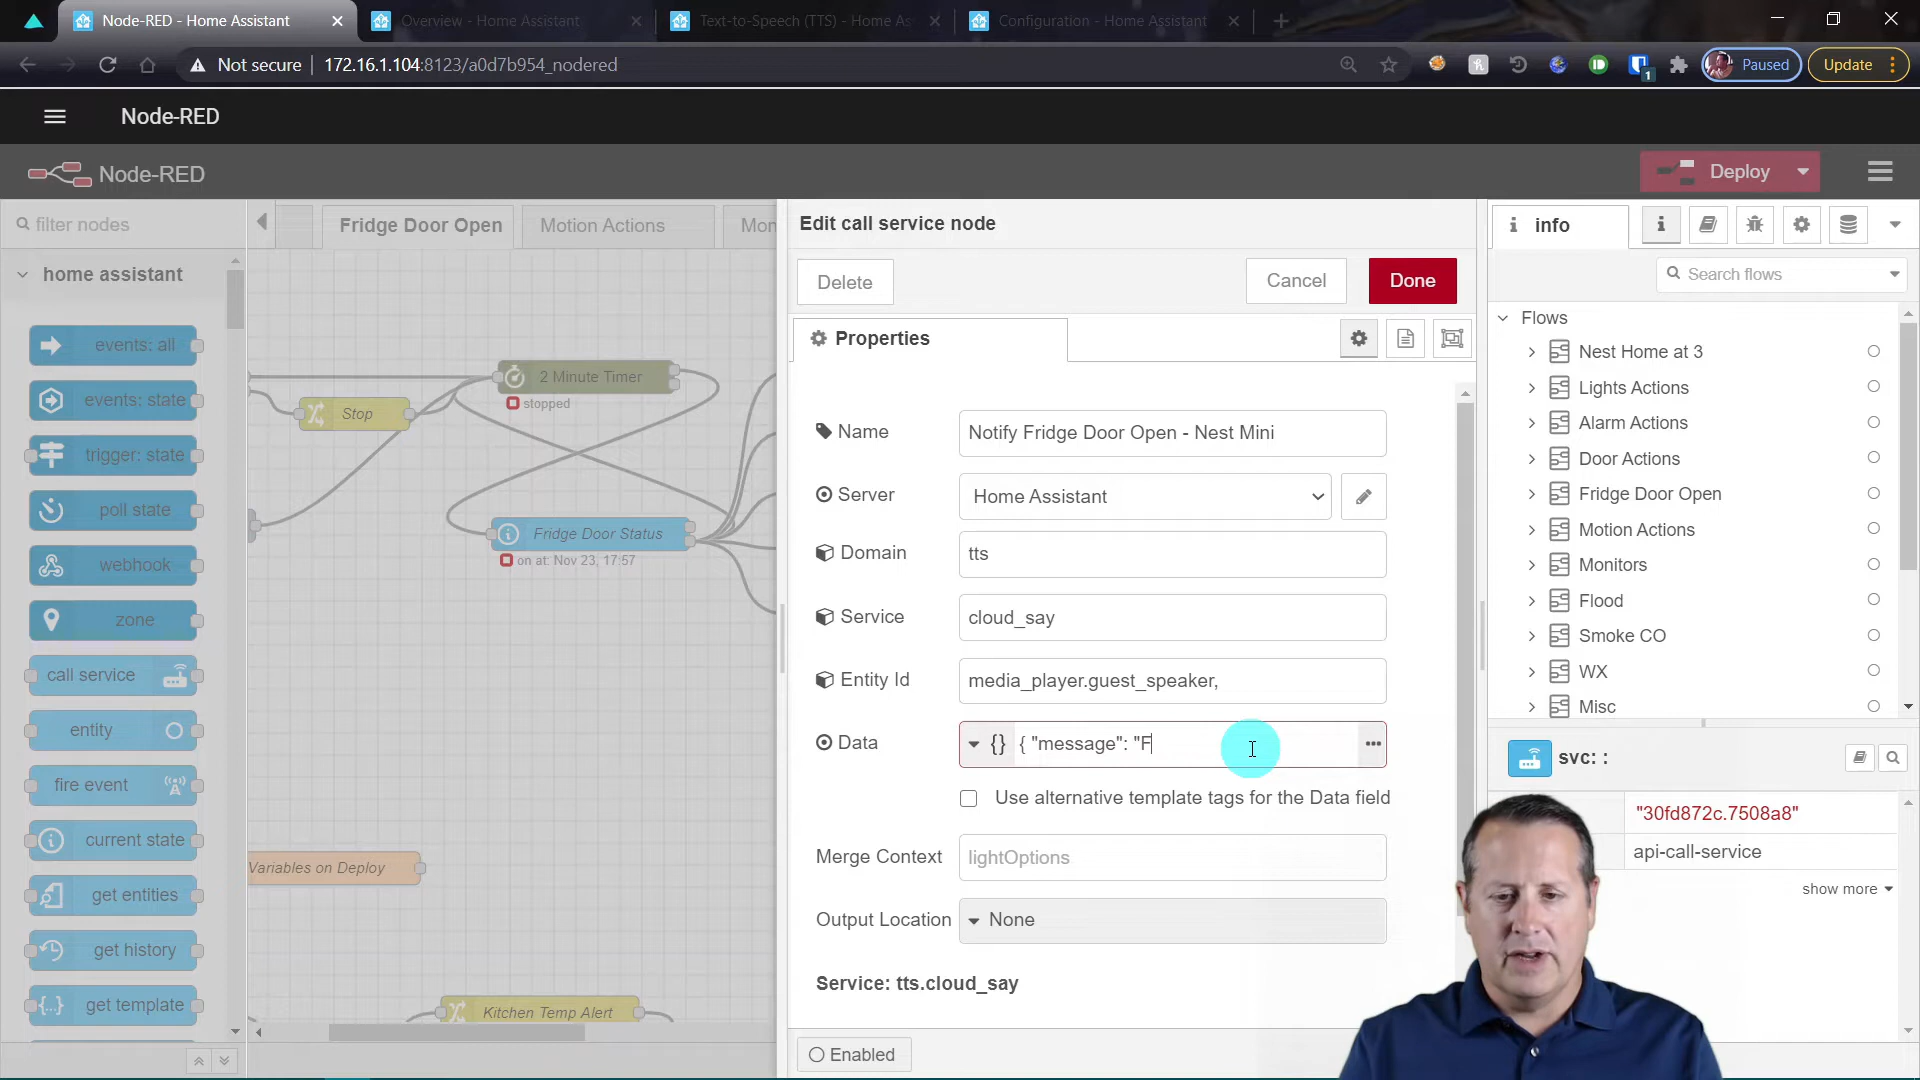 Node-RED - Home Assistant
Overview - Home Assistant
Text-to-Speech (TTS) - Home As
Configuration - Home Assistant
Not secure 172.16.1.104:8123/a0d7b954_nodered
1
Paused
Update
Node-RED
Node-RED
Deploy
filter nodes
home assistant
events: all
events: state
trigger: state
poll state
webhook
zone
call service
entity
fire event
current state
get entities
get history
get template
Fridge Door Open
Motion Actions
Mon
2 Minute Timer
stopped
Stop
Fridge Door Status
on at: Nov 23, 17:57
Variables on Deploy
Kitchen Temp Alert
Edit call service node
Delete
Cancel
Done
Properties
Name
Notify Fridge Door Open - Nest Mini
Server
Home Assistant
Domain
tts
Service
cloud_say
Entity Id
media_player.guest_speaker,
Data
{} { "message": "F
Use alternative template tags for the Data field
Merge Context
lightOptions
Output Location
None
Service: tts.cloud_say
Enabled
info
Search flows
Flows
Nest Home at 3
Lights Actions
Alarm Actions
Door Actions
Fridge Door Open
Motion Actions
Monitors
Flood
Smoke CO
WX
Misc
svc: :
"30fd872c.7508a8"
api-call-service
show more